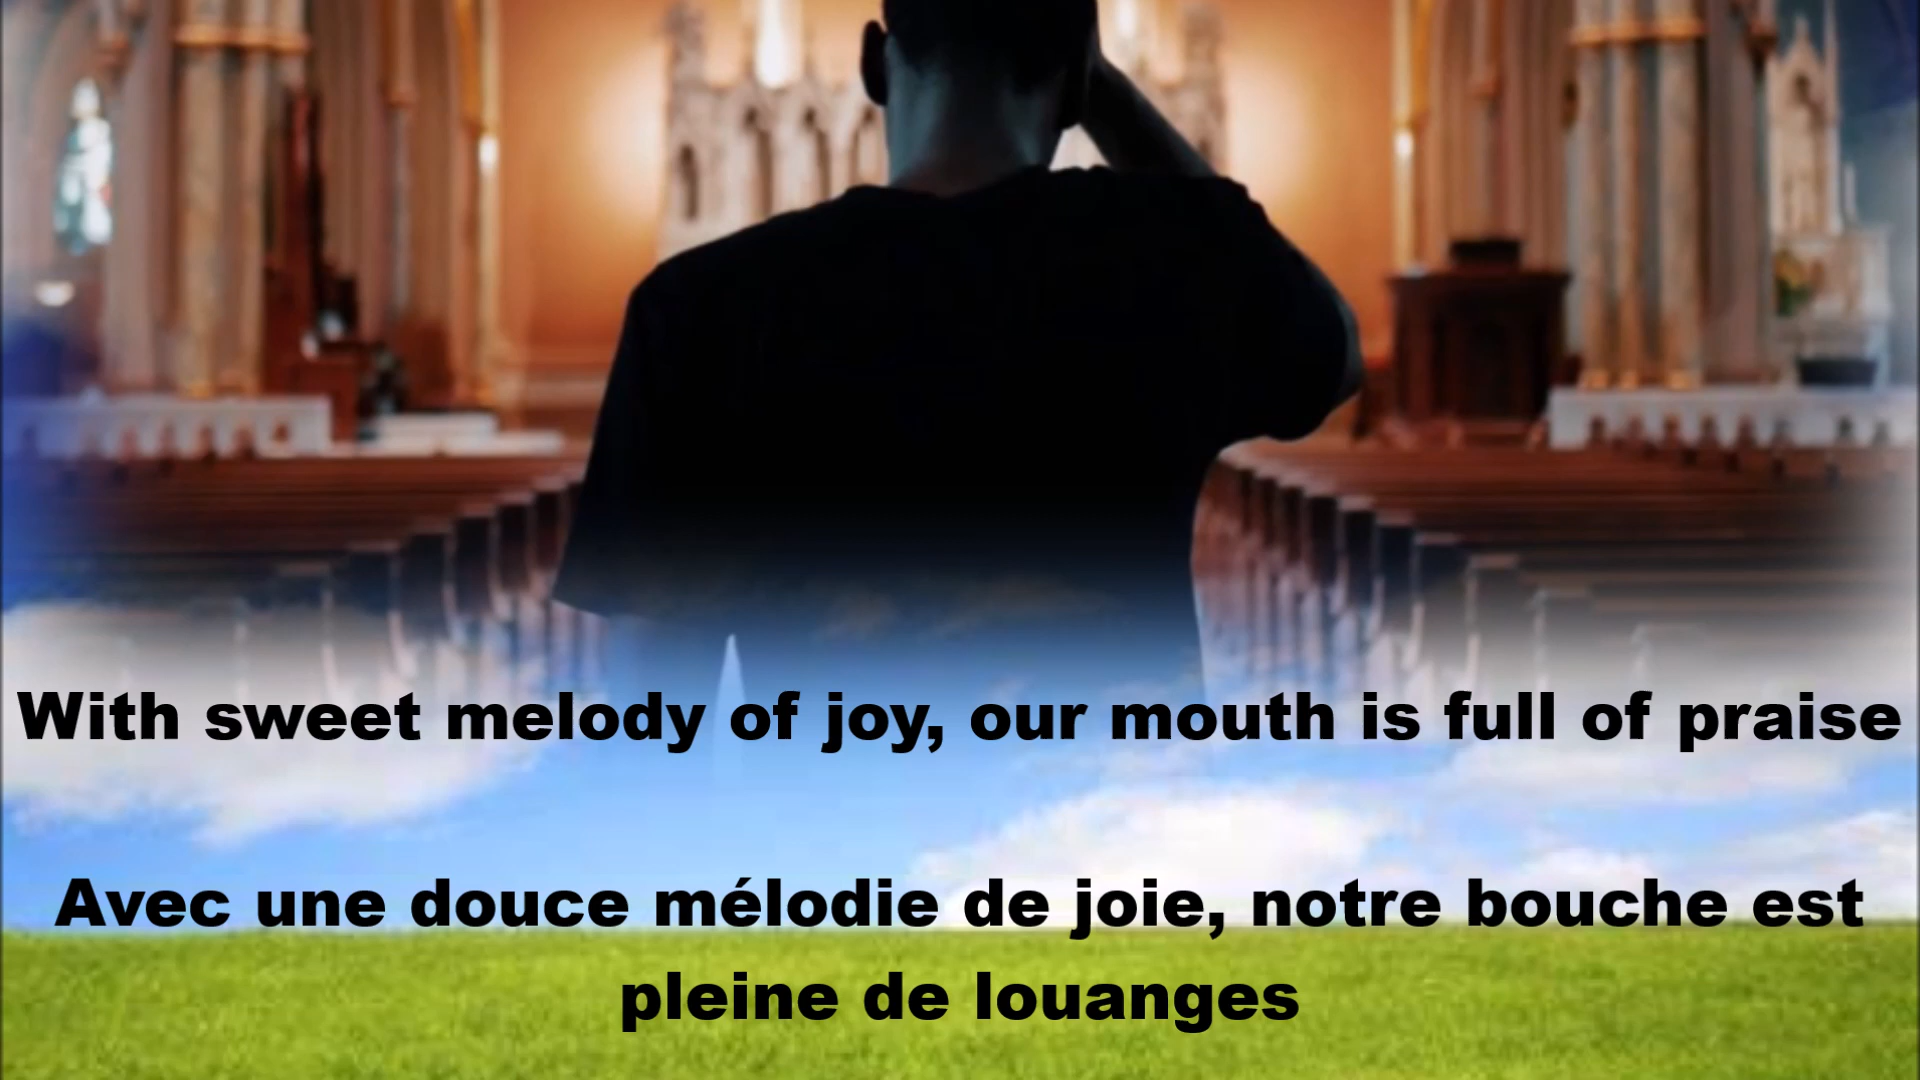 With sweet melody of joy, our mouth is full of praise
Avec une douce mélodie de joie, notre bouche est
pleine de louanges